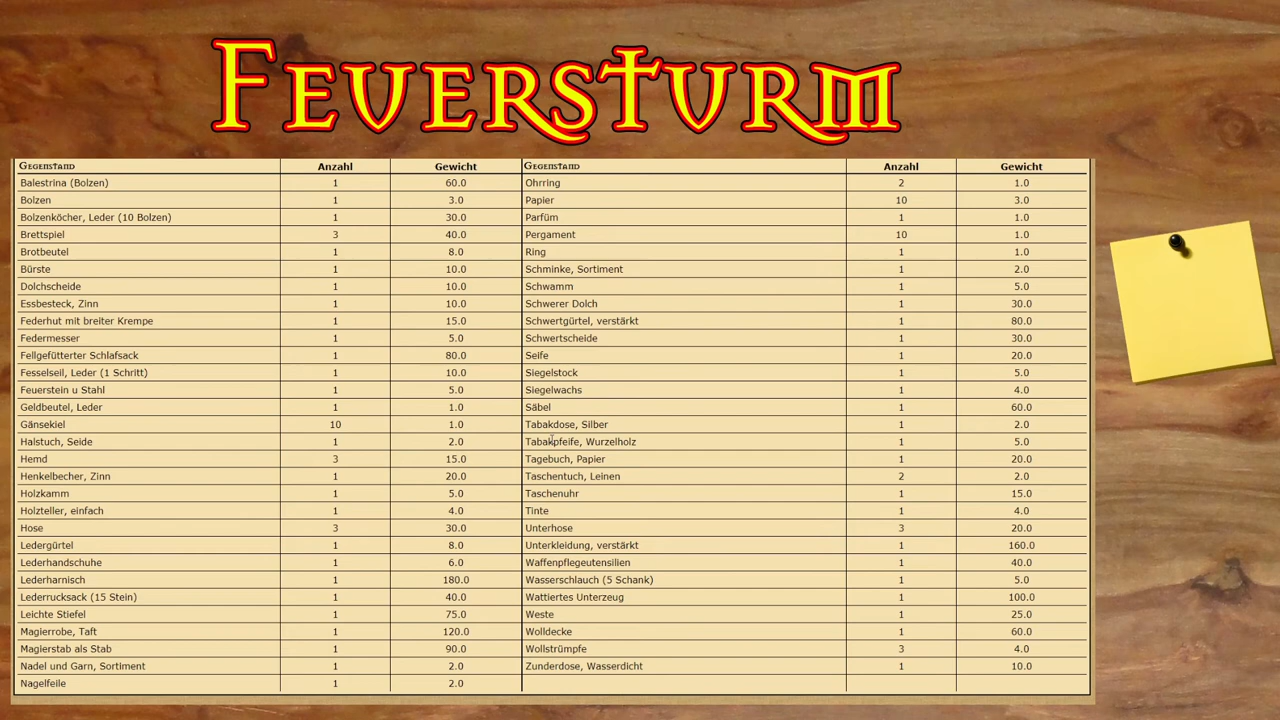 FEUERSTURM
Gegenstand Anzahl Gewicht Gegenstand Anzahl Gewicht
Balestrina (Bolzen) 1 60.0 Ohrring 2 1.0
Bolzen 1 3.0 Papier 10 3.0
Bolzenköcher, Leder (10 Bolzen) 1 30.0 Parfüm 1 1.0
Brettspiel 3 40.0 Pergament 10 1.0
Brotbeutel 1 8.0 Ring 1 1.0
Bürste 1 10.0 Schminke, Sortiment 1 2.0
Dolchscheide 1 10.0 Schwamm 1 5.0
Essbesteck, Zinn 1 10.0 Schwerer Dolch 1 30.0
Federhut mit breiter Krempe 1 15.0 Schwertgürtel, verstärkt 1 80.0
Federmesser 1 5.0 Schwertscheide 1 30.0
Fellgefütterter Schlafsack 1 80.0 Seife 1 20.0
Fesselseil, Leder (1 Schritt) 1 10.0 Siegelstock 1 5.0
Feuerstein u Stahl 1 5.0 Siegelwachs 1 4.0
Geldbeutel, Leder 1 1.0 Säbel 1 60.0
Gänsekiel 10 1.0 Tabakdose, Silber 1 2.0
Halstuch, Seide 1 2.0 Tabakpfeife, Wurzelholz 1 5.0
Hemd 3 15.0 Tagebuch, Papier 1 20.0
Henkelbecher, Zinn 1 20.0 Taschentuch, Leinen 2 2.0
Holzkamm 1 5.0 Taschenuhr 1 15.0
Holzteller, einfach 1 4.0 Tinte 1 4.0
Hose 3 30.0 Unterhose 3 20.0
Ledergürtel 1 8.0 Unterkleidung, verstärkt 1 160.0
Lederhandschuhe 1 6.0 Waffenpflegeutensilien 1 40.0
Lederharnisch 1 180.0 Wasserschlauch (5 Schank) 1 5.0
Lederrucksack (15 Stein) 1 40.0 Wattiertes Unterzeug 1 100.0
Leichte Stiefel 1 75.0 Weste 1 25.0
Magierrobe, Taft 1 120.0 Wolldecke 1 60.0
Magierstab als Stab 1 90.0 Wollstrümpfe 3 4.0
Nadel und Garn, Sortiment 1 2.0 Zunderdose, Wasserdicht 1 10.0
Nagelfeile 1 2.0